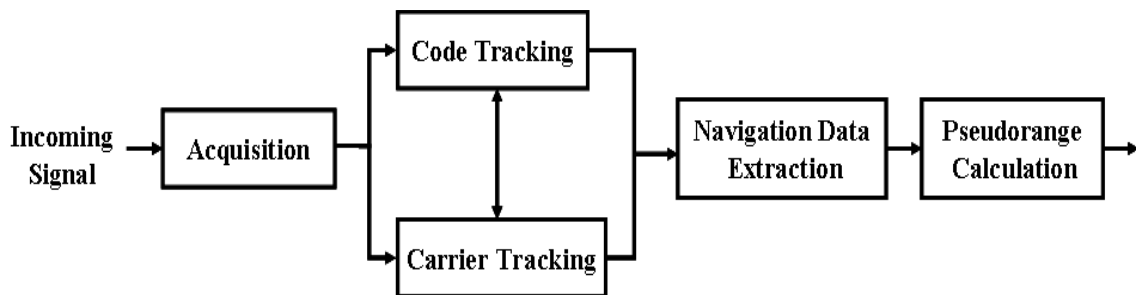 Incoming
Signal
Acquisition
Code Tracking
Carrier Tracking
Navigation Data
Extraction
Pseudorange
Calculation